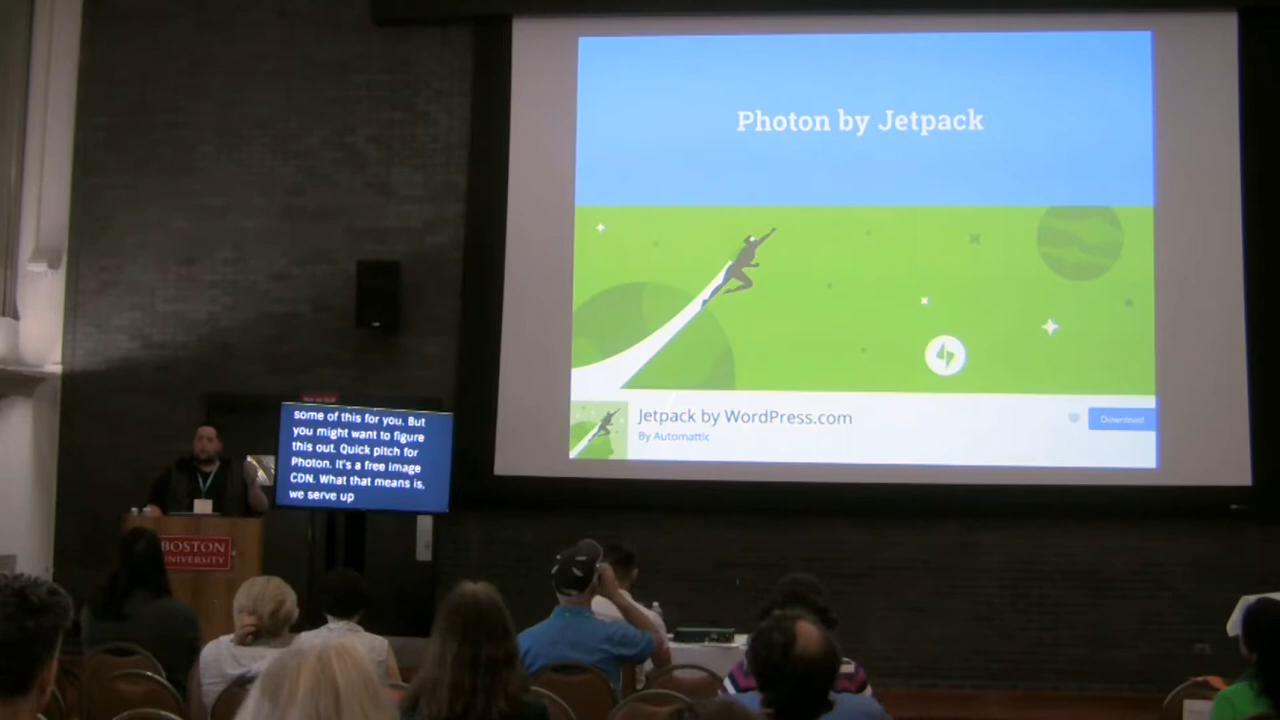 Photon by Jetpack
Jetpack by WordPress.com
By Automattic
Download
some of this for you. But
you might want to figure
this out. Quick pitch for
Photon. It's a free image
CDN. What that means is,
we serve up
BOSTON
UNIVERSITY